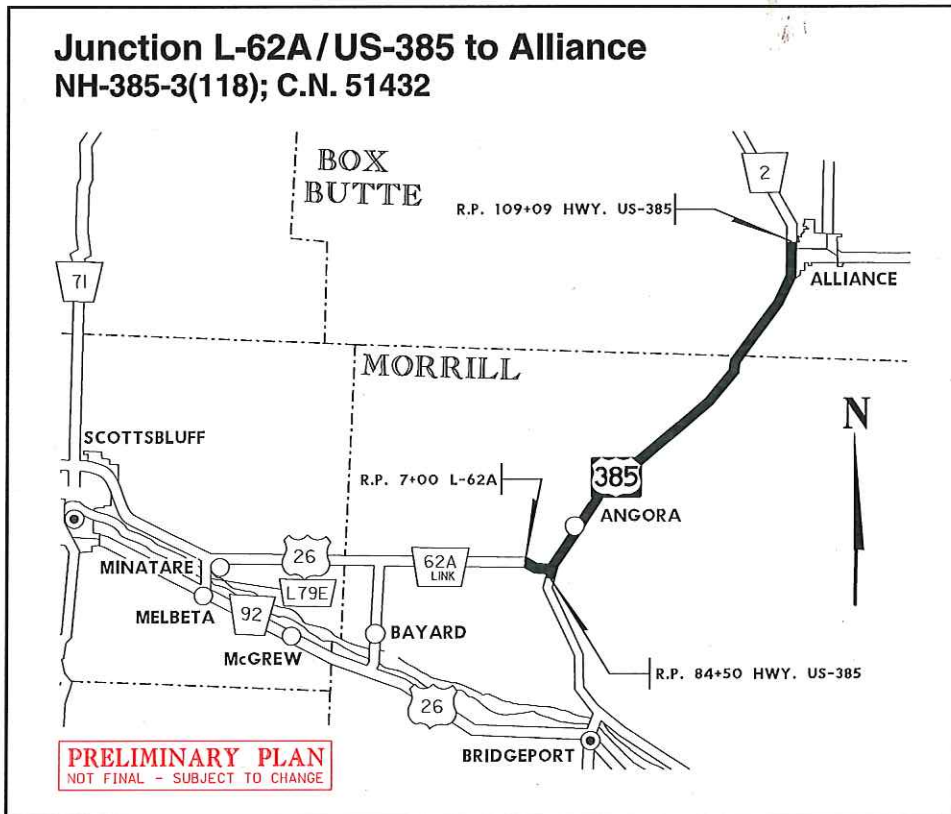 Junction L-62A/US-385 to Alliance
NH-385-3(118); C.N. 51432
BOX
BUTTE
2
R.P. 109+09 HWY. US-385
71
ALLIANCE
MORRILL
N
SCOTTSBLUFF
R.P. 7+00 L-62A
385
ANGORA
26
62A
LINK
MINATARE
L79E
MELBETA
92
BAYARD
McGREW
R.P. 84+50 HWY. US-385
26
BRIDGEPORT
PRELIMINARY PLAN
NOT FINAL - SUBJECT TO CHANGE